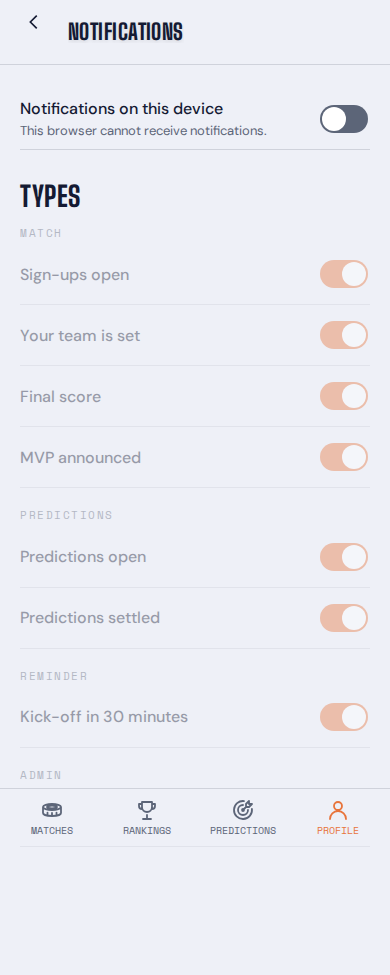 NOTIFICATIONS
Notifications on this device
This browser cannot receive notifications.
TYPES
MATCH
Sign-ups open
Your team is set
Final score
MVP announced
PREDICTIONS
Predictions open
Predictions settled
REMINDER
Kick-off in 30 minutes
ADMIN
MATCHES
RANKINGS
PREDICTIONS
PROFILE